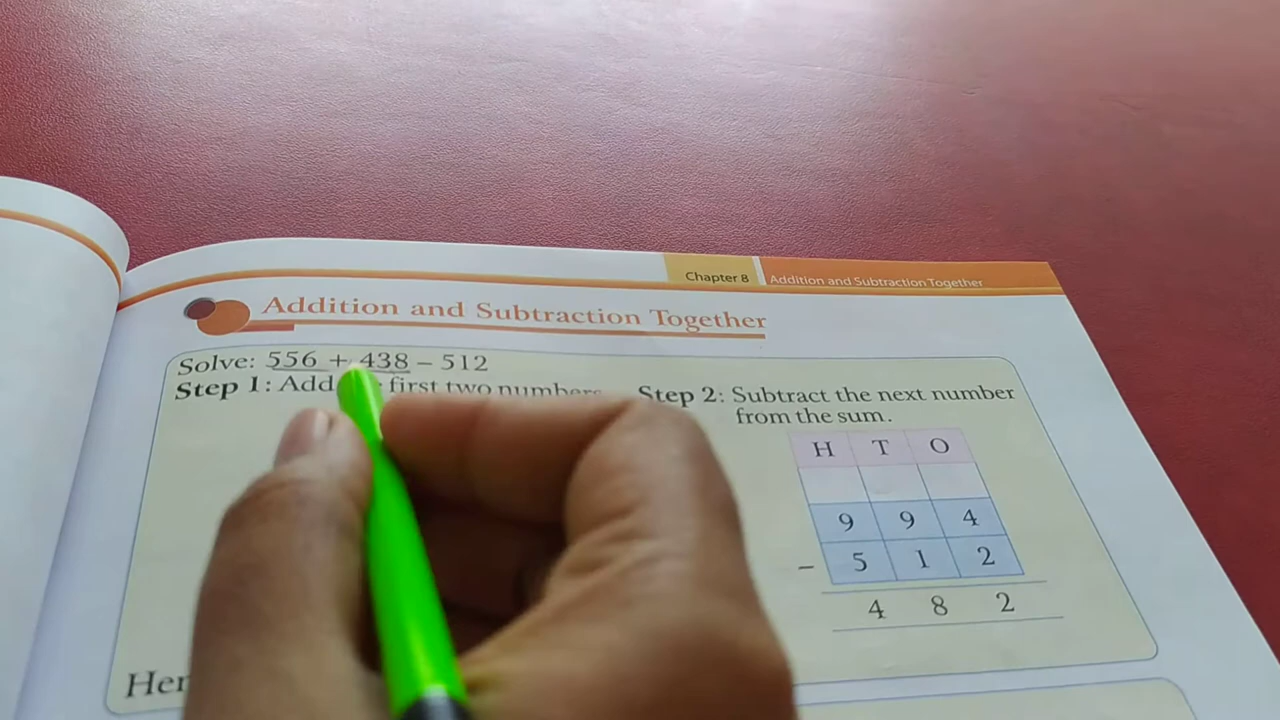 Chapter 8 Addition and Subtraction Together
Addition and Subtraction Together
Solve: 556 + 438 – 512
Step 1: Add first two numbers
Step 2: Subtract the next number
from the sum.
H T O
9 9 4
– 5 1 2
4 8 2